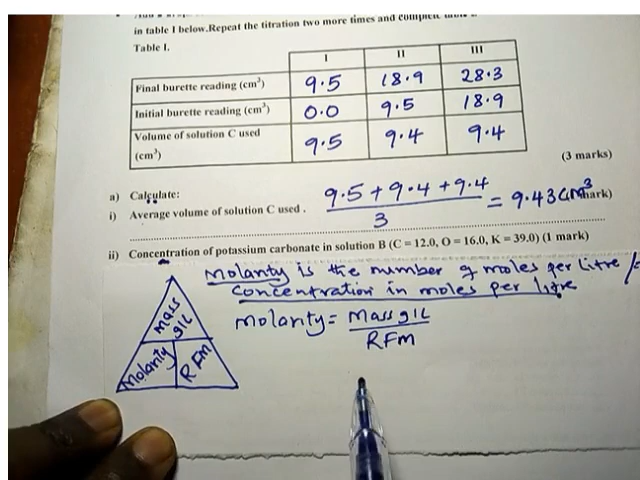 in table I below.Repeat the titration two more times and complete
Table I.
I II III
Final burette reading (cm³) 9.5 18.9 28.3
Initial burette reading (cm³) 0.0 9.5 18.9
Volume of solution C used
(cm³) 9.5 9.4 9.4
(3 marks)
a) Calculate:
i) Average volume of solution C used . 9.5 + 9.4 + 9.4 / 3 = 9.43 cm³ mark)
ii) Concentration of potassium carbonate in solution B (C = 12.0, O = 16.0, K = 39.0) (1 mark)
Molarity is the number of moles per litre /
Concentration in moles per litre
Molarity = Mass g/L / RFM
Mass g/L
Molarity RFM